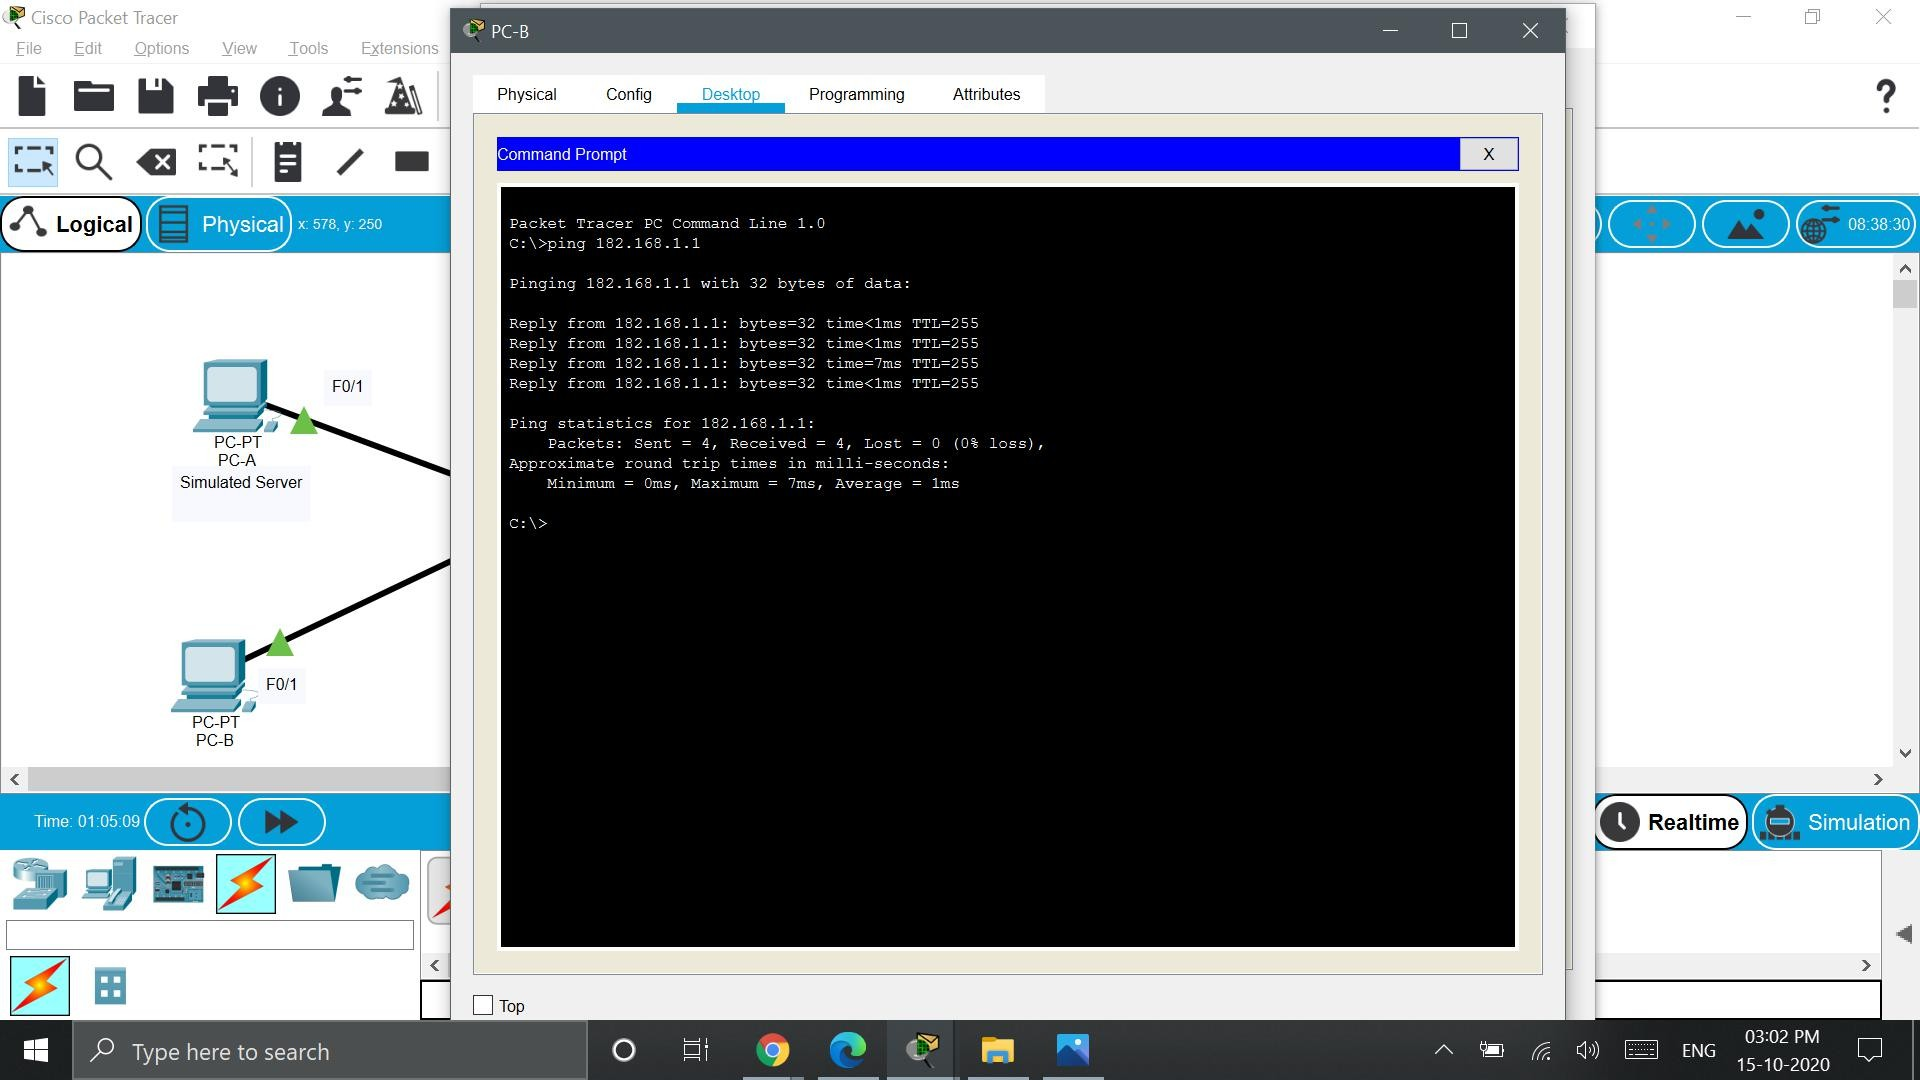 Cisco Packet Tracer
File Edit Options View Tools Extensions
Logical
Physical
x: 578, y: 250
F0/1
PC-PT
PC-A
Simulated Server
F0/1
PC-PT
PC-B
Time: 01:05:09
PC-B
Physical Config Desktop Programming Attributes
Command Prompt
X
Packet Tracer PC Command Line 1.0
C:\>ping 182.168.1.1
Pinging 182.168.1.1 with 32 bytes of data:
Reply from 182.168.1.1: bytes=32 time<1ms TTL=255
Reply from 182.168.1.1: bytes=32 time<1ms TTL=255
Reply from 182.168.1.1: bytes=32 time=7ms TTL=255
Reply from 182.168.1.1: bytes=32 time<1ms TTL=255
Ping statistics for 182.168.1.1:
Packets: Sent = 4, Received = 4, Lost = 0 (0% loss),
Approximate round trip times in milli-seconds:
Minimum = 0ms, Maximum = 7ms, Average = 1ms
C:\>
Top
?
08:38:30
Realtime
Simulation
Type here to search
ENG
03:02 PM
15-10-2020